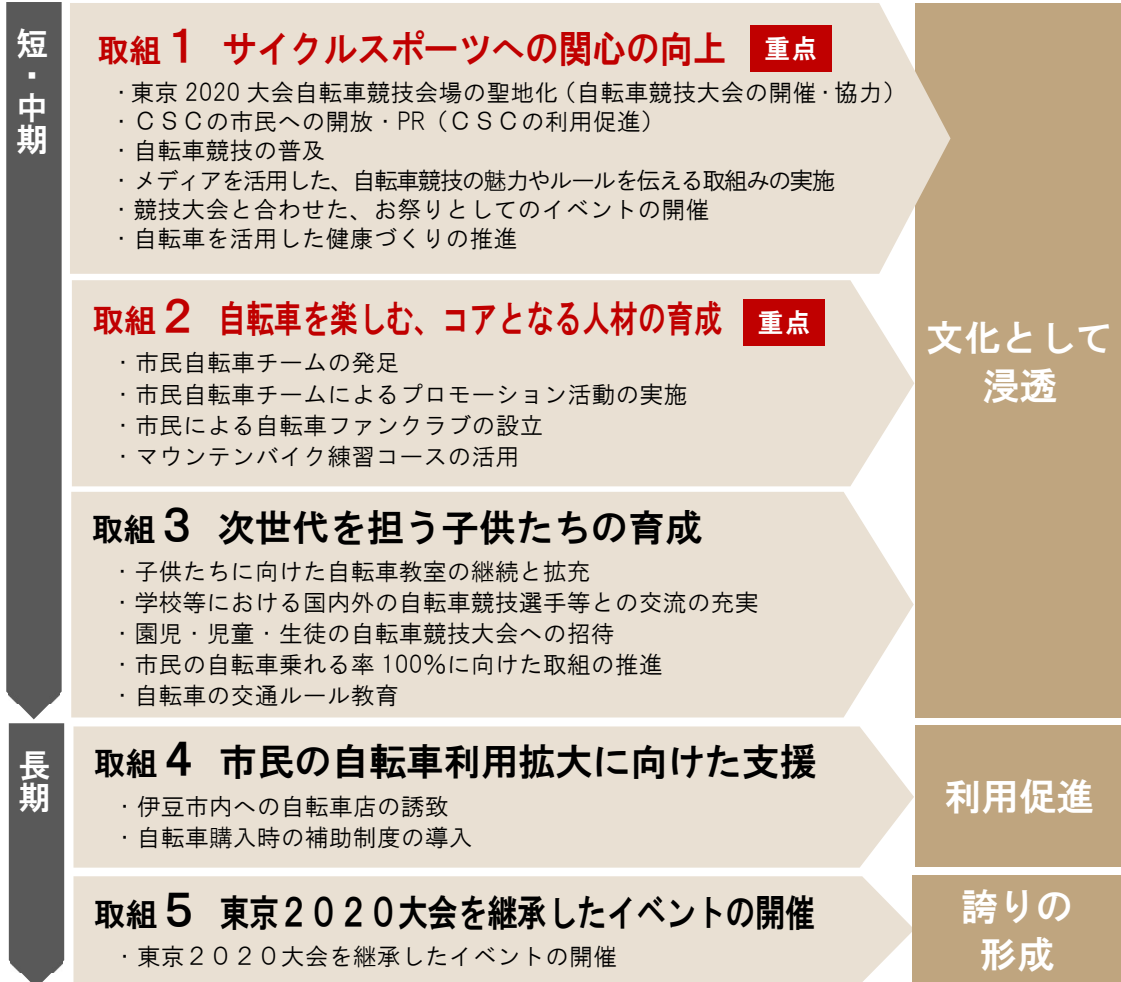 短・中期
取組1 サイクルスポーツへの関心の向上 重点
・東京2020大会自転車競技会場の聖地化（自転車競技大会の開催・協力）
・ＣＳＣの市民への開放・PR（ＣＳＣの利用促進）
・自転車競技の普及
・メディアを活用した、自転車競技の魅力やルールを伝える取組みの実施
・競技大会と合わせた、お祭りとしてのイベントの開催
・自転車を活用した健康づくりの推進
取組2 自転車を楽しむ、コアとなる人材の育成 重点
・市民自転車チームの発足
・市民自転車チームによるプロモーション活動の実施
・市民による自転車ファンクラブの設立
・マウンテンバイク練習コースの活用
取組3 次世代を担う子供たちの育成
・子供たちに向けた自転車教室の継続と拡充
・学校等における国内外の自転車競技選手等との交流の充実
・園児・児童・生徒の自転車競技大会への招待
・市民の自転車乗れる率100％に向けた取組の推進
・自転車の交通ルール教育
文化として
浸透
長期
取組4 市民の自転車利用拡大に向けた支援
・伊豆市内への自転車店の誘致
・自転車購入時の補助制度の導入
利用促進
取組5 東京２０２０大会を継承したイベントの開催
・東京２０２０大会を継承したイベントの開催
誇りの
形成